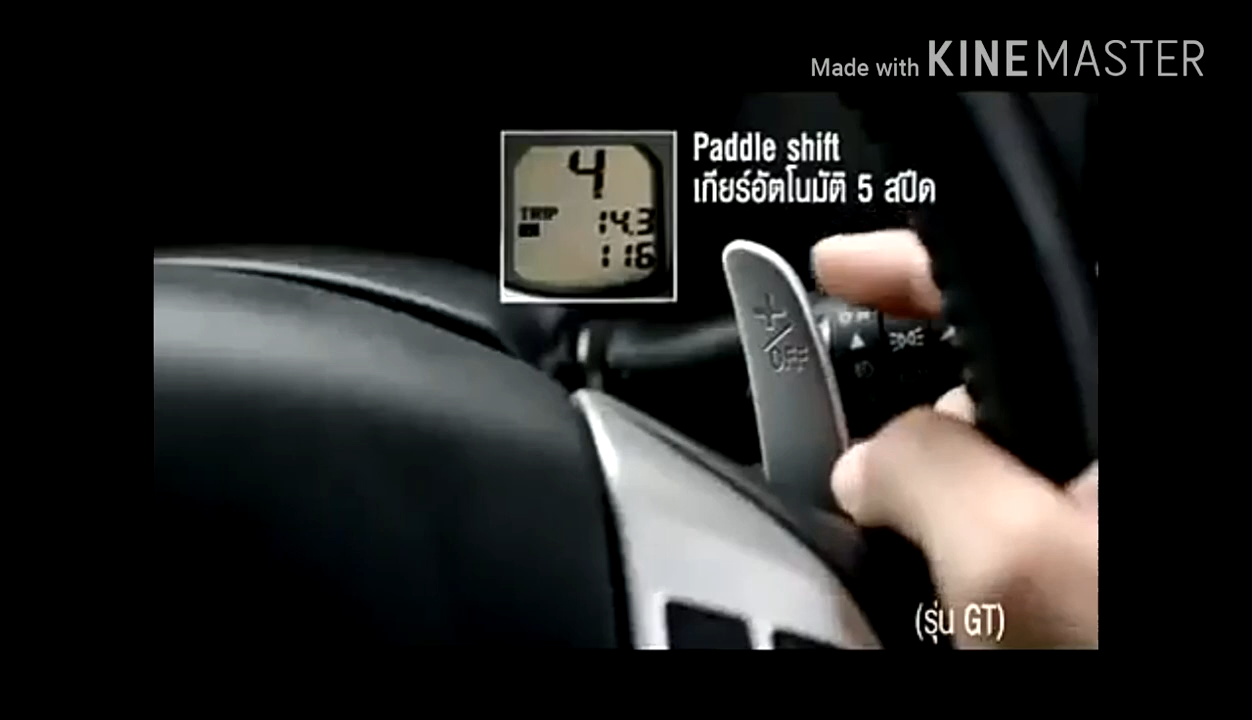 Made with KINEMASTER
Paddle shift
เกียร์อัตโนมัติ 5 สปีด
4
TRIP
14.3
116
+/OFF
(รุ่น GT)